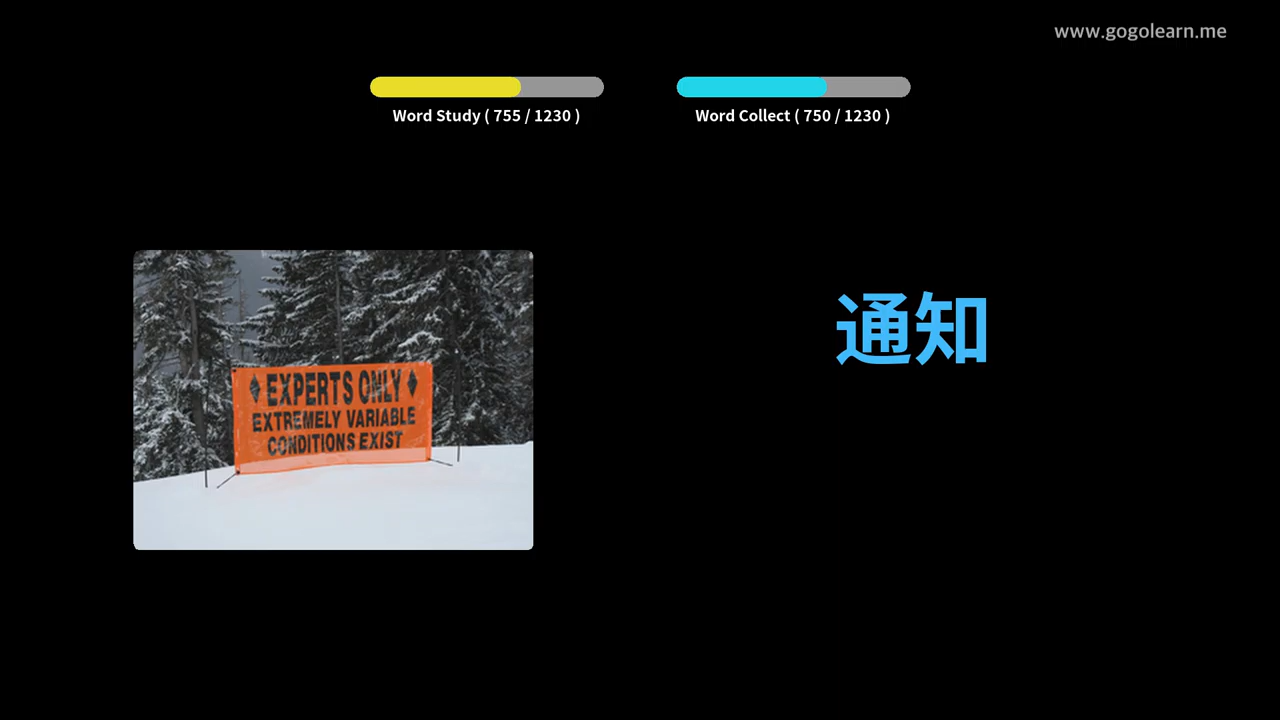 www.gogolearn.me
Word Study ( 755 / 1230 )
Word Collect ( 750 / 1230 )
EXPERTS ONLY
EXTREMELY VARIABLE
CONDITIONS EXIST
通知